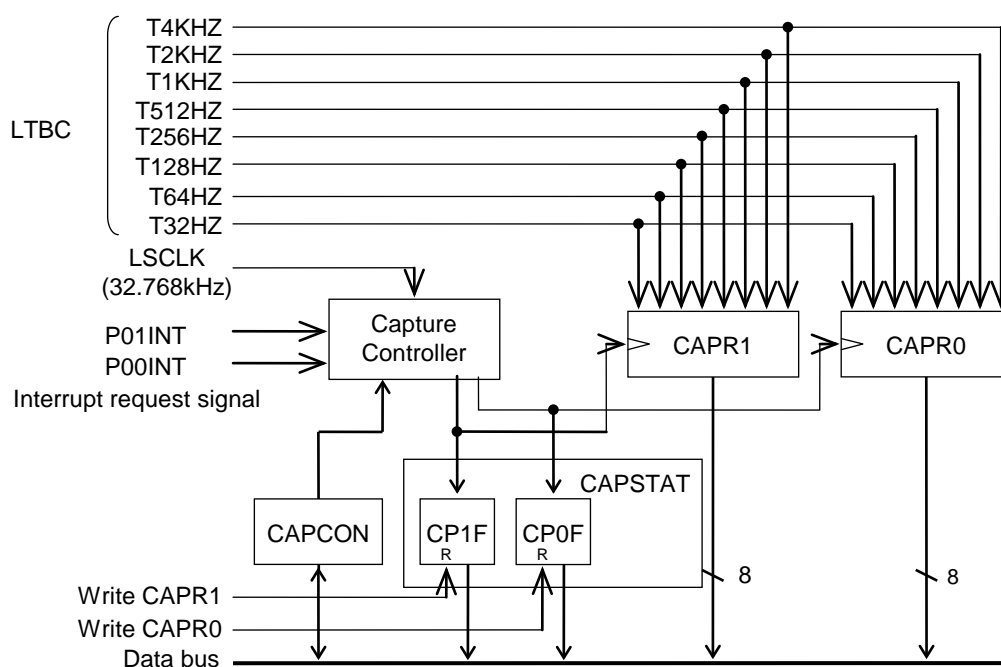 T4KHZ
T2KHZ
T1KHZ
T512HZ
LTBC
T256HZ
T128HZ
T64HZ
T32HZ
LSCLK
(32.768kHz)
P01INT
P00INT
Interrupt request signal
Capture
Controller
CAPR1
CAPR0
CAPSTAT
CAPCON
CP1F
R
CP0F
R
8
8
Write CAPR1
Write CAPR0
Data bus